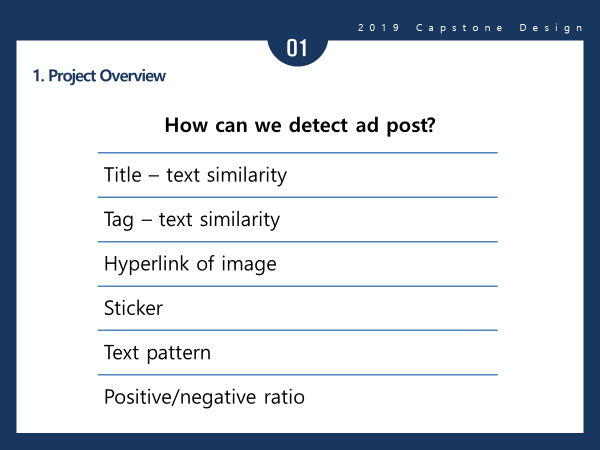 2019 Capstone Design
01
1. Project Overview
How can we detect ad post?
Title – text similarity
Tag – text similarity
Hyperlink of image
Sticker
Text pattern
Positive/negative ratio